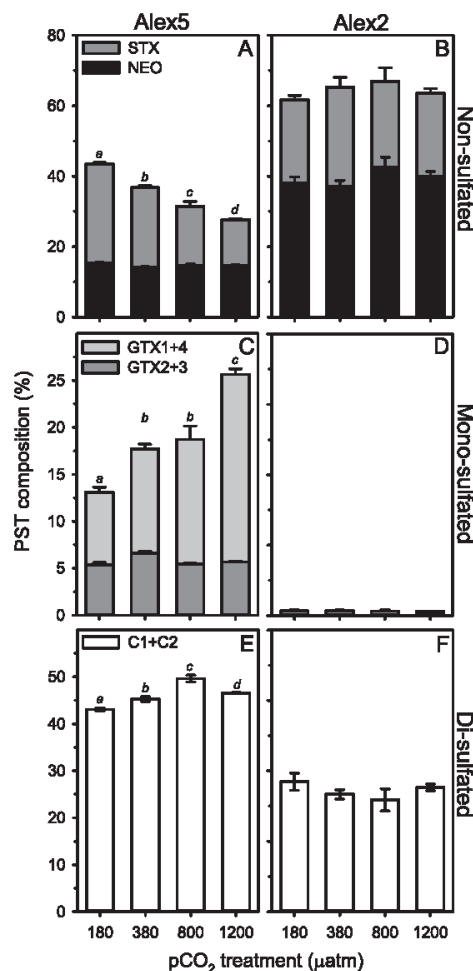 Alex5 Alex2
A
STX
NEO
a b c d
80
60
40
20
0
B
Non-sulfated
C
GTX1+4
GTX2+3
a b b c
25
20
15
10
5
0
D
Mono-sulfated
PST composition (%)
E
C1+C2
a b c d
50
40
30
20
10
0
F
Di-sulfated
180 380 800 1200 180 380 800 1200
pCO₂ treatment (µatm)